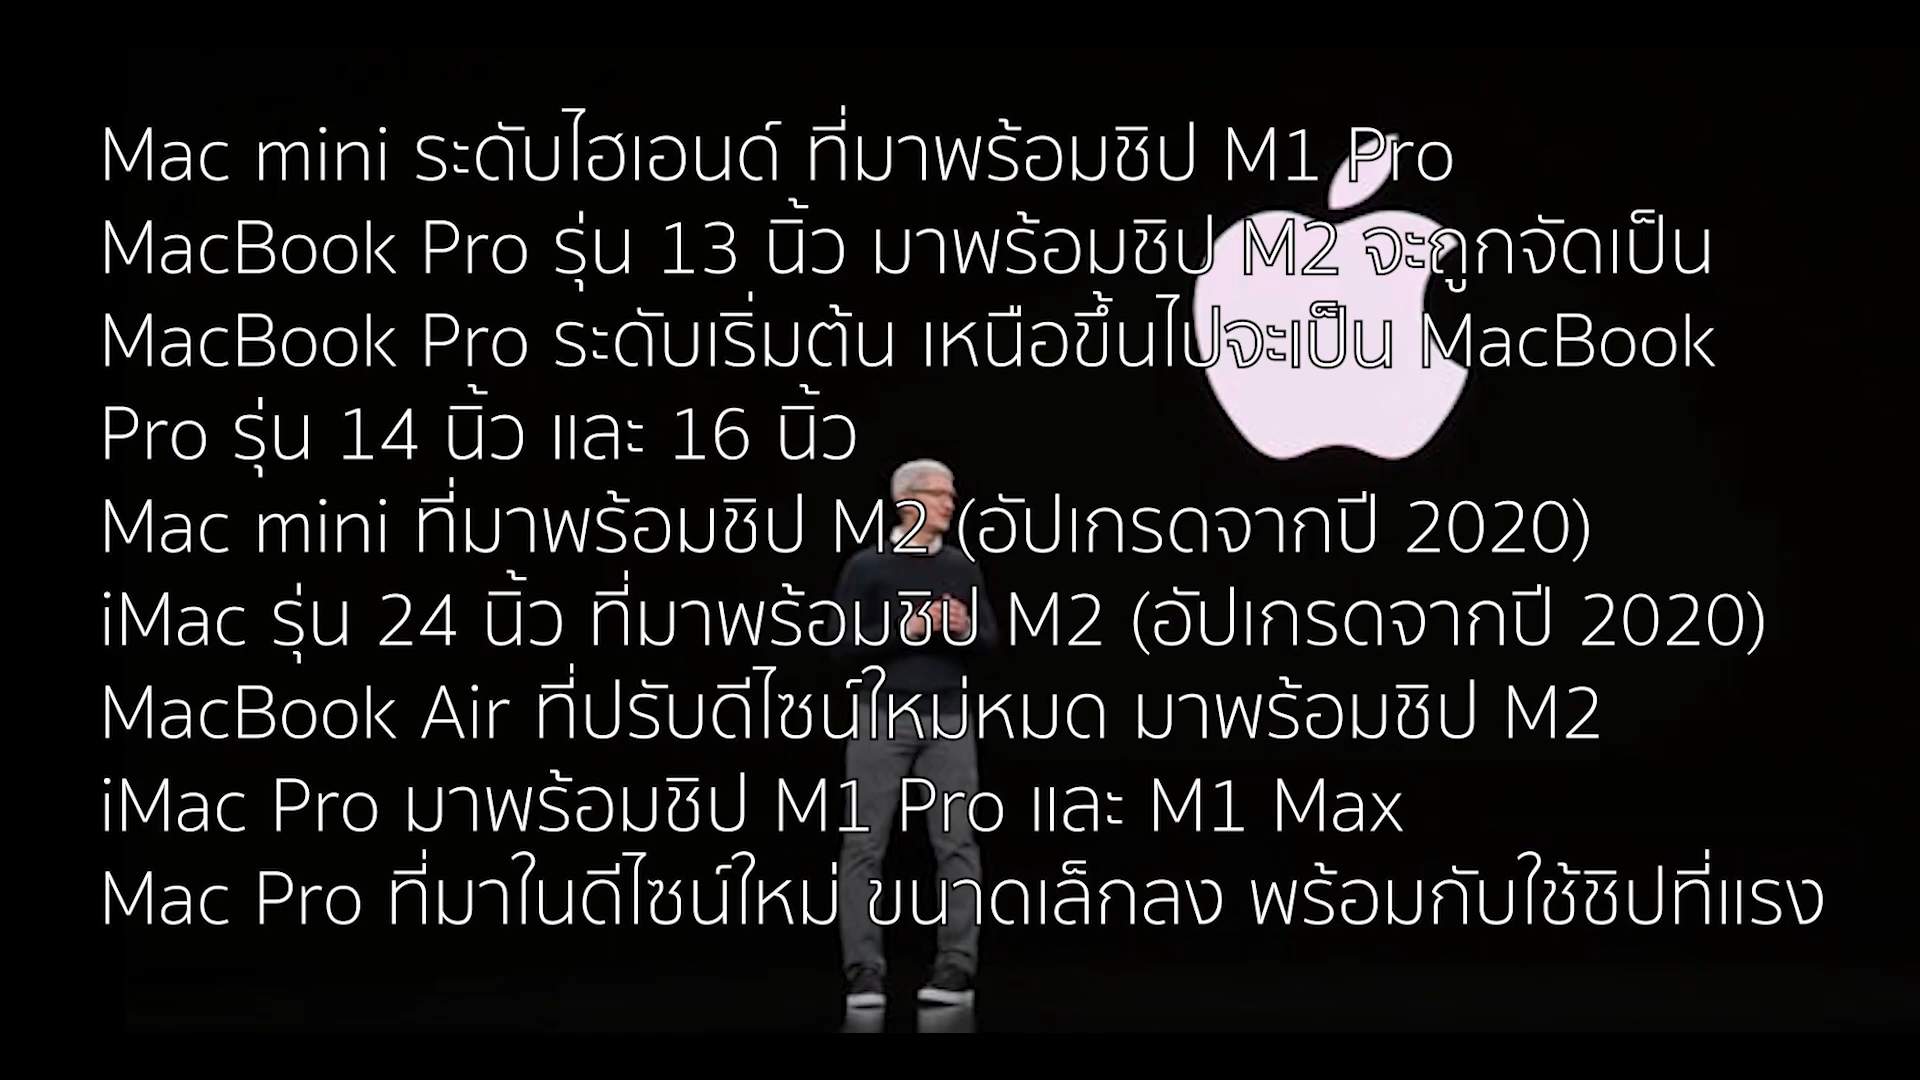 Mac mini ระดับไฮเอนด์ ที่มาพร้อมชิป M1 Pro
MacBook Pro รุ่น 13 นิ้ว มาพร้อมชิป M2 จะถูกจัดเป็น
MacBook Pro ระดับเริ่มต้น เหนือขึ้นไปจะเป็น MacBook
Pro รุ่น 14 นิ้ว และ 16 นิ้ว
Mac mini ที่มาพร้อมชิป M2 (อัปเกรดจากปี 2020)
iMac รุ่น 24 นิ้ว ที่มาพร้อมชิป M2 (อัปเกรดจากปี 2020)
MacBook Air ที่ปรับดีไซน์ใหม่หมด มาพร้อมชิป M2
iMac Pro มาพร้อมชิป M1 Pro และ M1 Max
Mac Pro ที่มาในดีไซน์ใหม่ ขนาดเล็กลง พร้อมกับใช้ชิปที่แรง